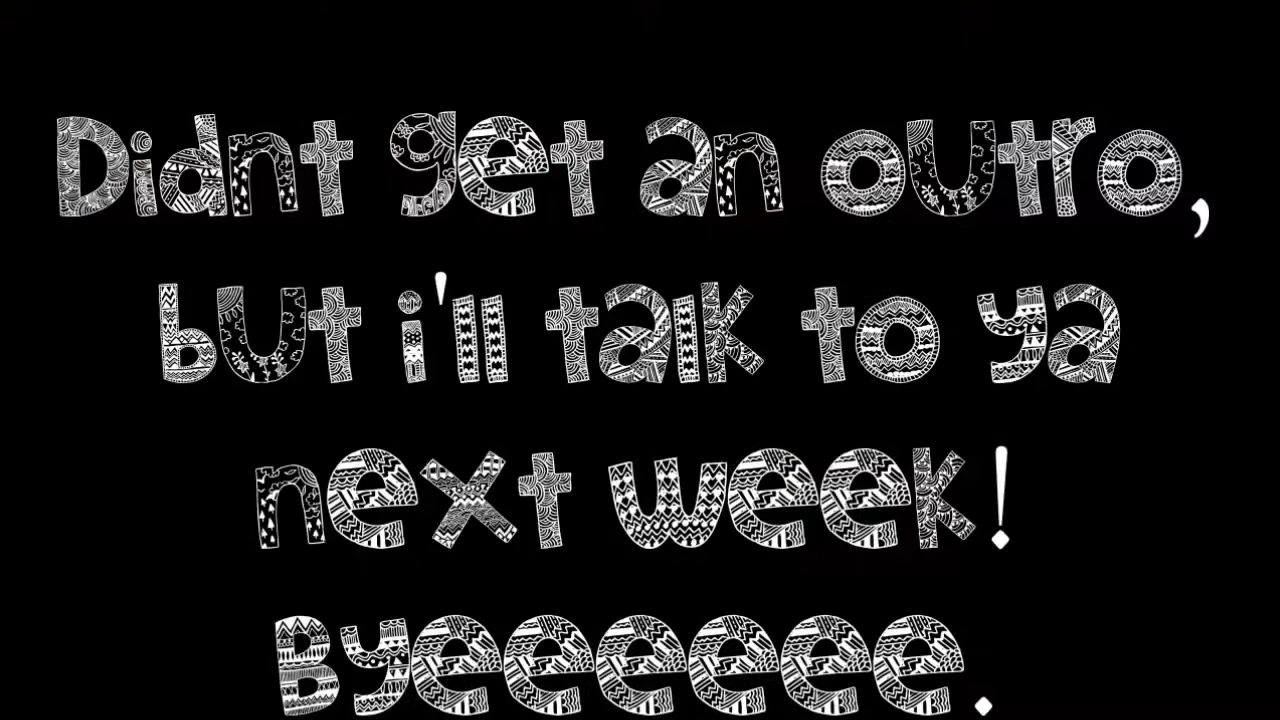 Didnt get an outro,
but i'll talk to ya
next week!
Byeeeeee.